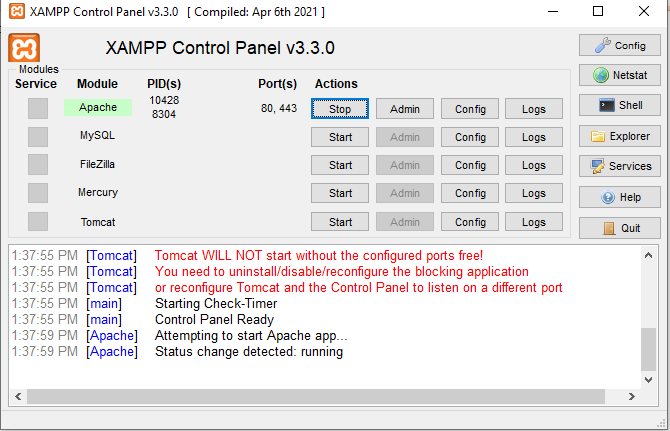 XAMPP Control Panel v3.3.0 [ Compiled: Apr 6th 2021 ]
XAMPP Control Panel v3.3.0
Config
Modules
Service Module PID(s) Port(s) Actions
Netstat
Apache 10428 8304 80, 443 Stop Admin Config Logs
Shell
MySQL Start Admin Config Logs
Explorer
FileZilla Start Admin Config Logs
Services
Mercury Start Admin Config Logs
Help
Tomcat Start Admin Config Logs
Quit
1:37:55 PM [Tomcat] Tomcat WILL NOT start without the configured ports free!
1:37:55 PM [Tomcat] You need to uninstall/disable/reconfigure the blocking application
1:37:55 PM [Tomcat] or reconfigure Tomcat and the Control Panel to listen on a different port
1:37:55 PM [main] Starting Check-Timer
1:37:55 PM [main] Control Panel Ready
1:37:59 PM [Apache] Attempting to start Apache app...
1:37:59 PM [Apache] Status change detected: running